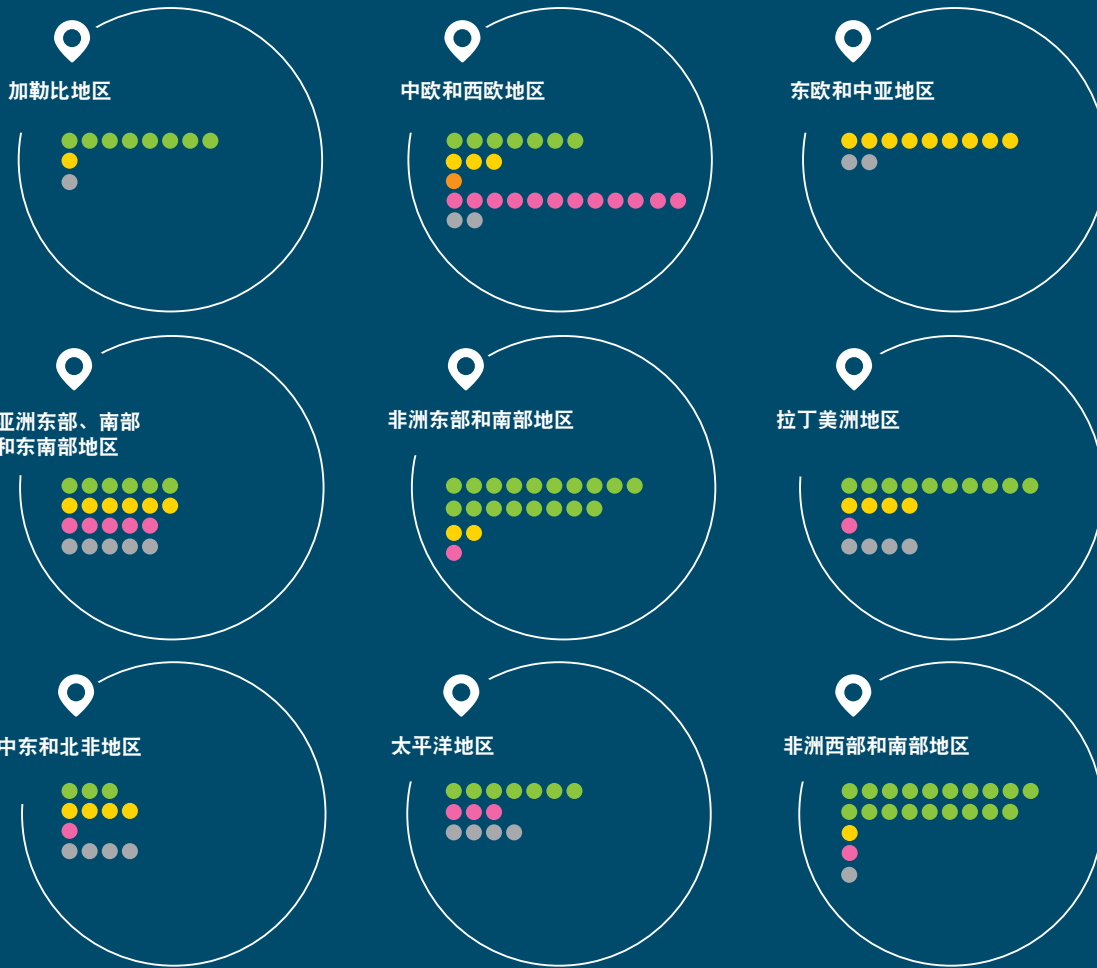 加勒比地区
中欧和西欧地区
东欧和中亚地区
亚洲东部、南部
和东南部地区
非洲东部和南部地区
拉丁美洲地区
中东和北非地区
太平洋地区
非洲西部和南部地区